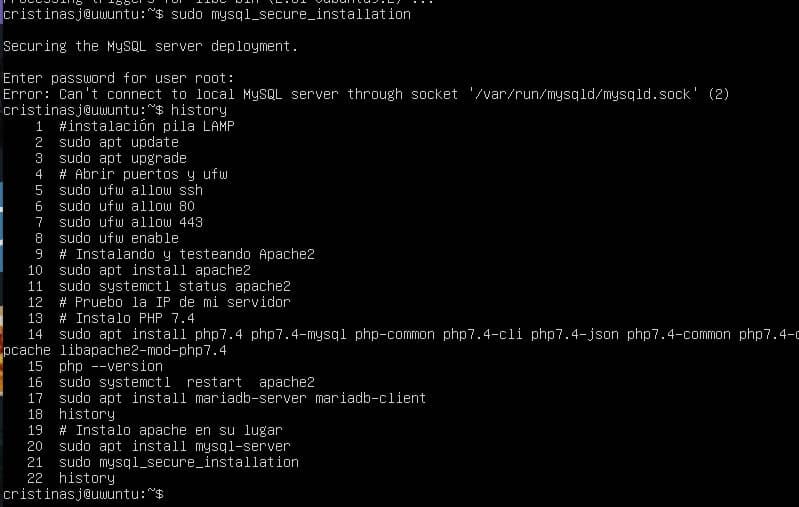 cristinasj@uwuntu:~$ sudo mysql_secure_installation
Securing the MySQL server deployment.
Enter password for user root:
Error: Can't connect to local MySQL server through socket '/var/run/mysqld/mysqld.sock' (2)
cristinasj@uwuntu:~$ history
1 #instalación pila LAMP
2 sudo apt update
3 sudo apt upgrade
4 # Abrir puertos y ufw
5 sudo ufw allow ssh
6 sudo ufw allow 80
7 sudo ufw allow 443
8 sudo ufw enable
9 # Instalando y testeando Apache2
10 sudo apt install apache2
11 sudo systemctl status apache2
12 # Pruebo la IP de mi servidor
13 # Instalo PHP 7.4
14 sudo apt install php7.4 php7.4-mysql php-common php7.4-cli php7.4-json php7.4-common php7.4-o
pcache libapache2-mod-php7.4
15 php --version
16 sudo systemctl restart apache2
17 sudo apt install mariadb-server mariadb-client
18 history
19 # Instalo apache en su lugar
20 sudo apt install mysql-server
21 sudo mysql_secure_installation
22 history
cristinasj@uwuntu:~$